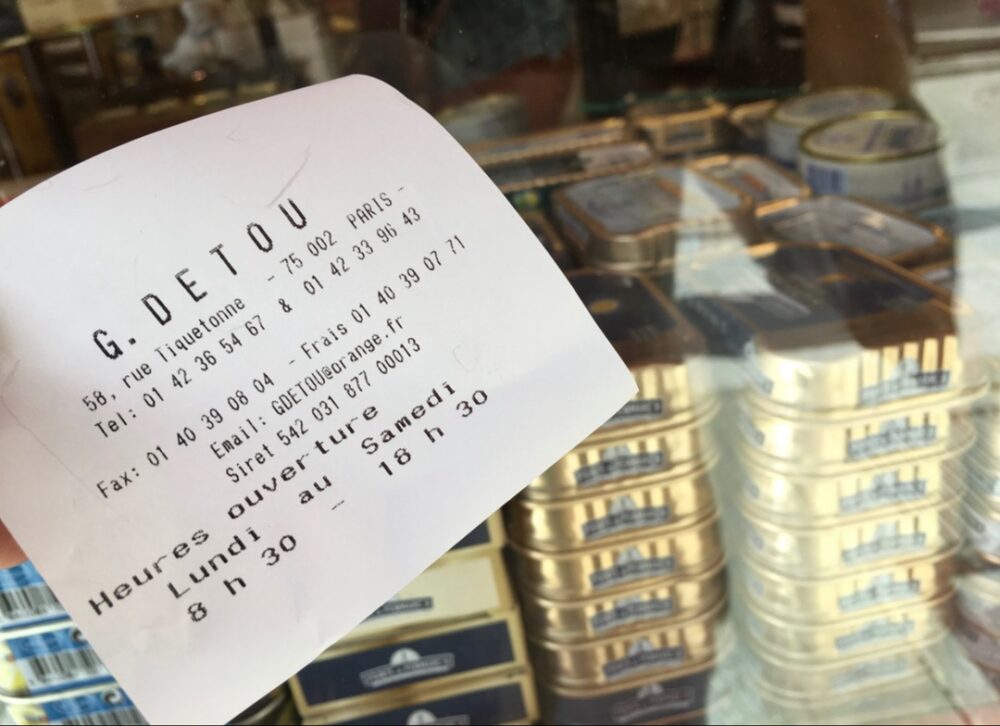 G. DETOU
58, rue Tiquetonne - 75 002 PARIS -
Tel: 01 42 36 54 67 & 01 42 33 96 43
Fax: 01 40 39 08 04 - Frais 01 40 39 07 71
Email: GDETOU@orange.fr
Siret 542 031 877 00013
Heures ouverture
Lundi au Samedi
8 h 30 _ 18 h 30